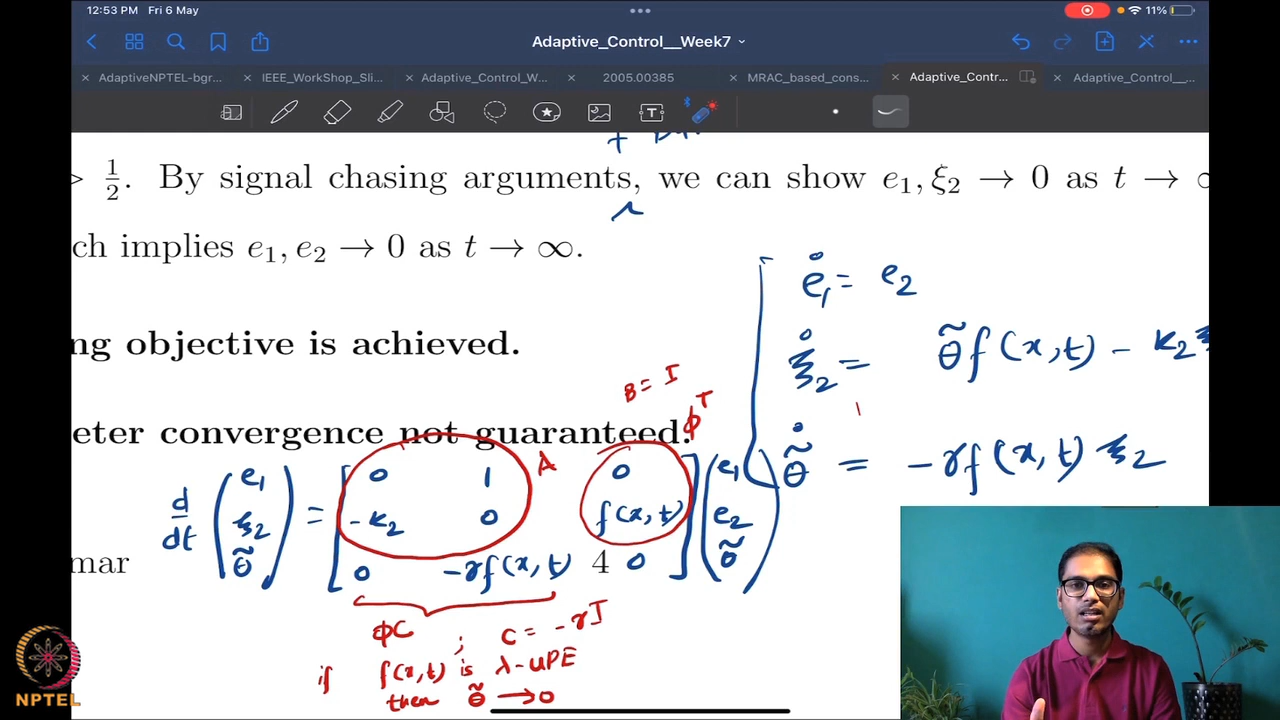 12:53 PM Fri 6 May
11%
Adaptive_Control__Week7
AdaptiveNPTEL-bgr...
IEEE_WorkShop_Sli...
Adaptive_Control_W...
2005.00385
MRAC_based_cons...
Adaptive_Contr...
Adaptive_Control__...
> 1/2. By signal chasing arguments, we can show e₁, ξ₂ → 0 as t →
ch implies e₁, e₂ → 0 as t → ∞.
ė₁ = e₂
ξ̇₂ = θ̃f(x,t) - k₂
ng objective is achieved.
B = I
ϕᵀ
eter convergence not guaranteed.
θ̃̇ = -γf(x,t) ξ₂
d/dt (e₁ ξ₂ θ̃) = [0 1 0
-k₂ 0 f(x,t)
0 -γf(x,t) 0] (e₁ e₂ θ̃)
A
mar
4
ϕC ; C = -γI
if f(x,t) is λ-UPE
then θ̃ → 0
NPTEL